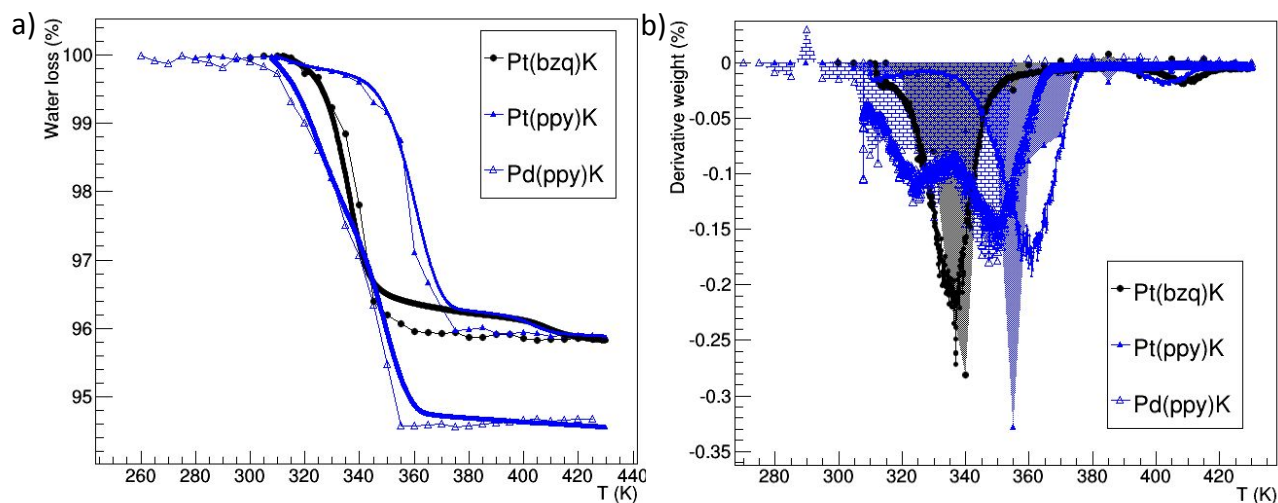 a)
Water loss (%)
100
99
98
97
96
95
260 280 300 320 340 360 380 400 420 440
T (K)
Pt(bzq)K
Pt(ppy)K
Pd(ppy)K
b)
Derivative weight (%)
0
-0.05
-0.1
-0.15
-0.2
-0.25
-0.3
-0.35
280 300 320 340 360 380 400 420
T (K)
Pt(bzq)K
Pt(ppy)K
Pd(ppy)K